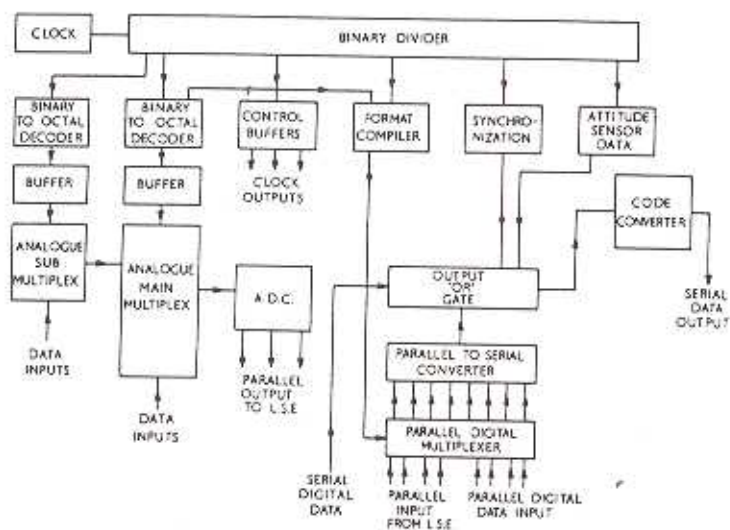 CLOCK
BINARY DIVIDER
BINARY
TO OCTAL
DECODER
BINARY
TO OCTAL
DECODER
CONTROL
BUFFERS
FORMAT
COMPILER
SYNCHRO-
NIZATION
ATTITUDE
SENSOR
DATA
BUFFER
BUFFER
CLOCK
OUTPUTS
CODE
CONVERTER
ANALOGUE
SUB
MULTIPLEX
ANALOGUE
MAIN
MULTIPLEX
A.D.C.
OUTPUT
'OR'
GATE
SERIAL
DATA
OUTPUT
DATA
INPUTS
PARALLEL
OUTPUT
TO L.S.E
PARALLEL TO SERIAL
CONVERTER
DATA
INPUTS
PARALLEL DIGITAL
MULTIPLEXER
SERIAL
DIGITAL
DATA
PARALLEL
INPUT
FROM L.S.E
PARALLEL DIGITAL
DATA INPUT